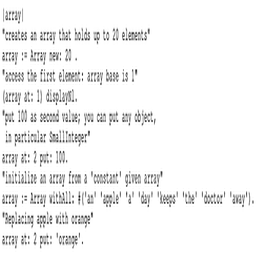 |array|
"creates an array that holds up to 20 elements"
array := Array new: 20 .
"access the first element: array base is 1"
(array at: 1) displayNl.
"put 100 as second value; you can put any object,
in particular SmallInteger"
array at: 2 put: 100.
"initialize an array from a 'constant' given array"
array := Array withAll: #('an' 'apple' 'a' 'day' 'keeps' 'the' 'doctor' 'away').
"Replacing apple with orange"
array at: 2 put: 'orange'.